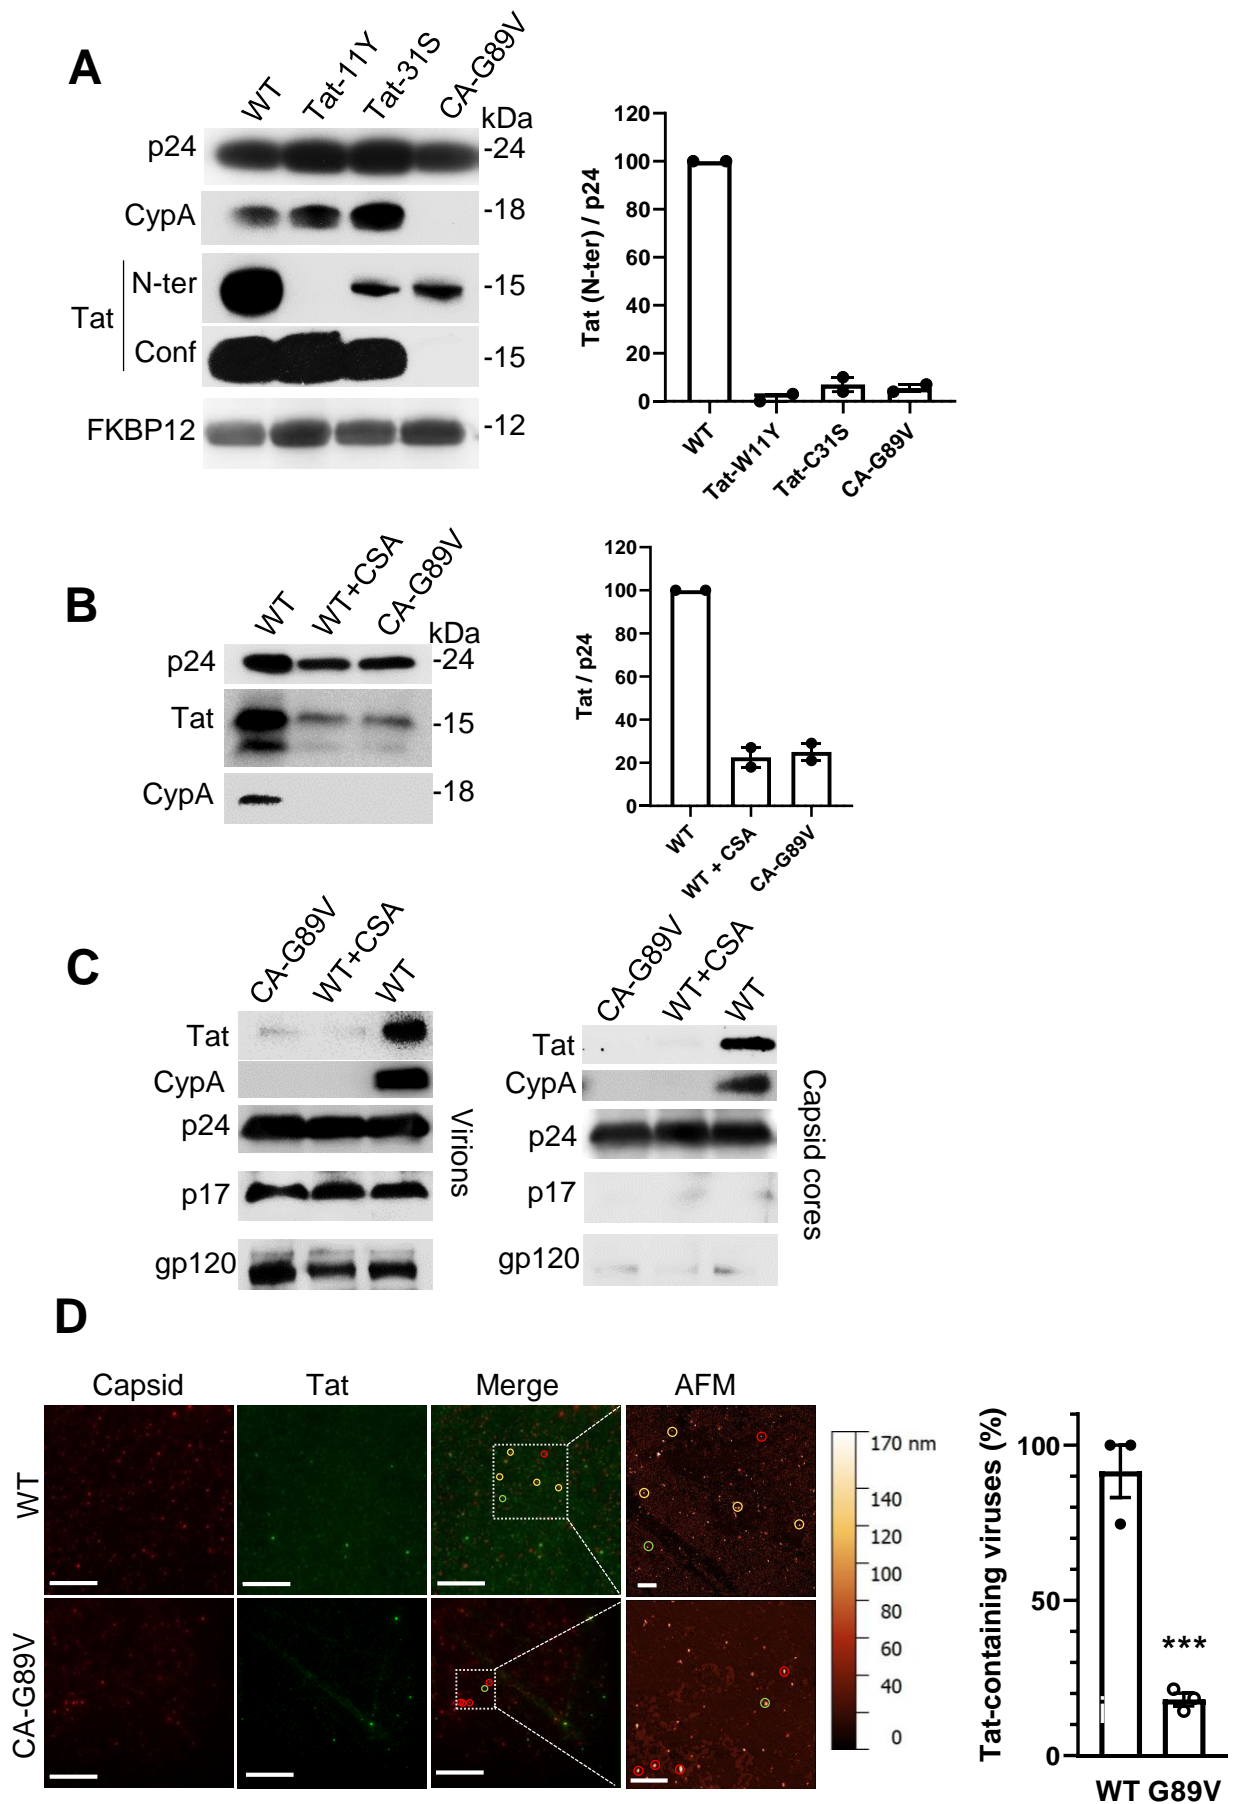 A
WT
Tat-11Y
Tat-31S
CA-G89V
kDa
p24
-24
CypA
-18
Tat
N-ter
-15
Conf
-15
FKBP12
-12
Tat (N-ter) / p24
120
100
80
60
40
20
0
WT
Tat-W11Y
Tat-C31S
CA-G89V
B
WT
WT+CSA
CA-G89V
kDa
p24
-24
Tat
-15
CypA
-18
Tat / p24
120
100
80
60
40
20
0
WT
WT + CSA
CA-G89V
C
CA-G89V
WT+CSA
WT
Tat
CypA
p24
p17
gp120
Virions
CA-G89V
WT+CSA
WT
Tat
CypA
p24
p17
gp120
Capsid cores
D
Capsid
Tat
Merge
AFM
WT
CA-G89V
170 nm
140
120
100
80
60
40
20
0
Tat-containing viruses (%)
100
50
0
***
WT G89V